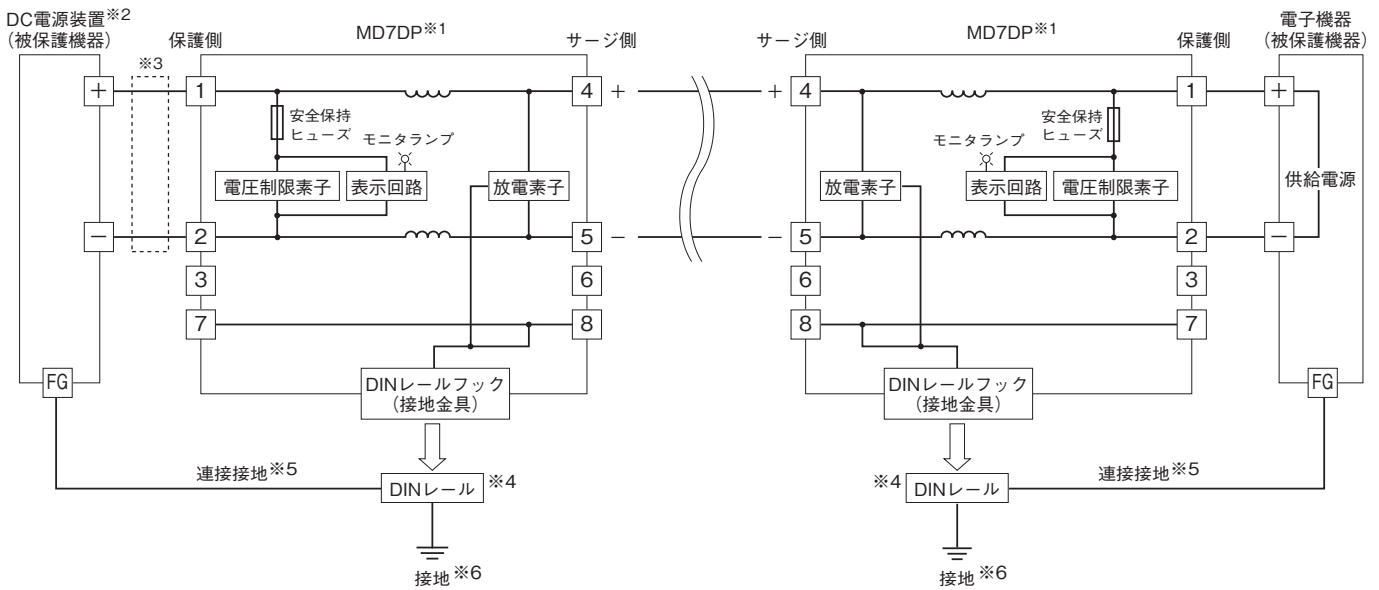 DC電源装置※2
（被保護機器）
保護側
MD7DP※1
サージ側
サージ側
MD7DP※1
保護側
電子機器
（被保護機器）
※3
＋
1
4
＋
＋
4
1
＋
安全保持
ヒューズ
モニタランプ
モニタランプ
安全保持
ヒューズ
電圧制限素子
表示回路
放電素子
放電素子
表示回路
電圧制限素子
供給電源
－
2
5
－
－
5
2
－
3
6
6
3
7
8
8
7
FG
DINレールフック
（接地金具）
DINレールフック
（接地金具）
FG
連接接地※5
DINレール
※4
※4
DINレール
連接接地※5
接地※6
接地※6